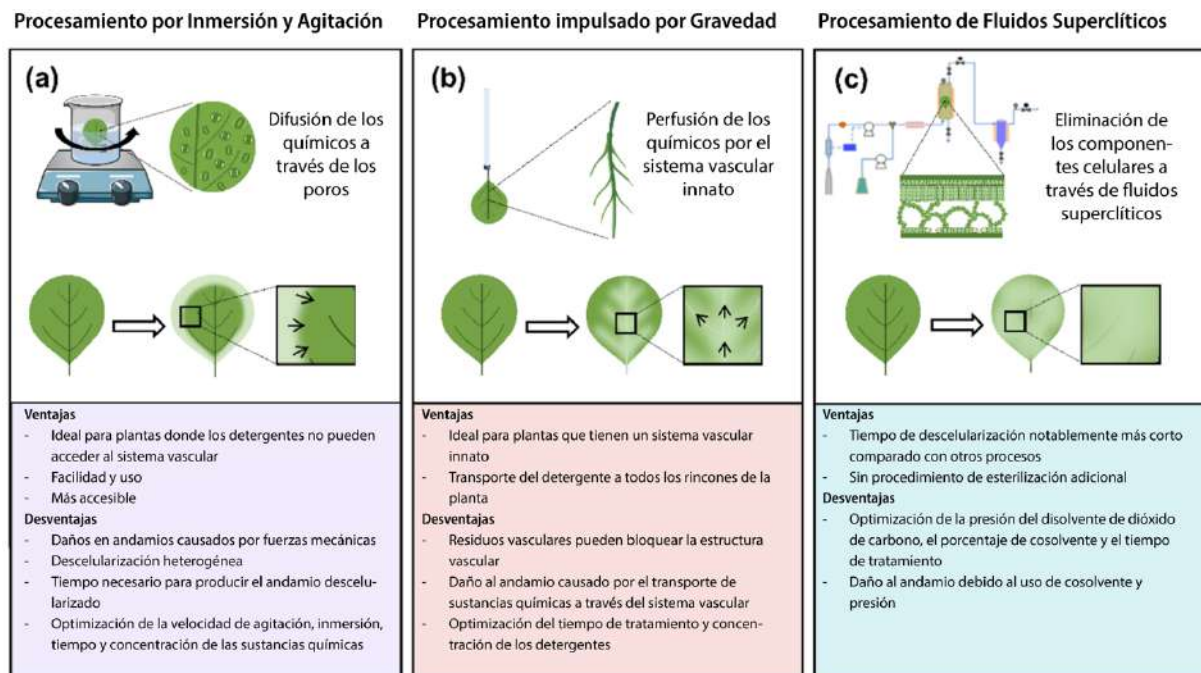 Procesamiento por Inmersión y Agitación
(a)
Difusión de los
químicos a
través de los
poros
Ventajas
- Ideal para plantas donde los detergentes no pueden
acceder al sistema vascular
- Facilidad y uso
- Más accesible
Desventajas
- Daños en andamios causados por fuerzas mecánicas
- Descelularización heterogénea
- Tiempo necesario para producir el andamio descelu-
larizado
- Optimización de la velocidad de agitación, inmersión,
tiempo y concentración de las sustancias químicas
Procesamiento impulsado por Gravedad
(b)
Perfusión de los
químicos por el
sistema vascular
innato
Ventajas
- Ideal para plantas que tienen un sistema vascular
innato
- Transporte del detergente a todos los rincones de la
planta
Desventajas
- Residuos vasculares pueden bloquear la estructura
vascular
- Daño al andamio causado por el transporte de
sustancias químicas a través del sistema vascular
- Optimización del tiempo de tratamiento y concen-
tración de los detergentes
Procesamiento de Fluidos Superclíticos
(c)
Eliminación de
los componen-
tes celulares a
través de fluidos
superclíticos
Ventajas
- Tiempo de descelularización notablemente más corto
comparado con otros procesos
- Sin procedimiento de esterilización adicional
Desventajas
- Optimización de la presión del disolvente de dióxido
de carbono, el porcentaje de cosolvente y el tiempo
de tratamiento
- Daño al andamio debido al uso de cosolvente y
presión